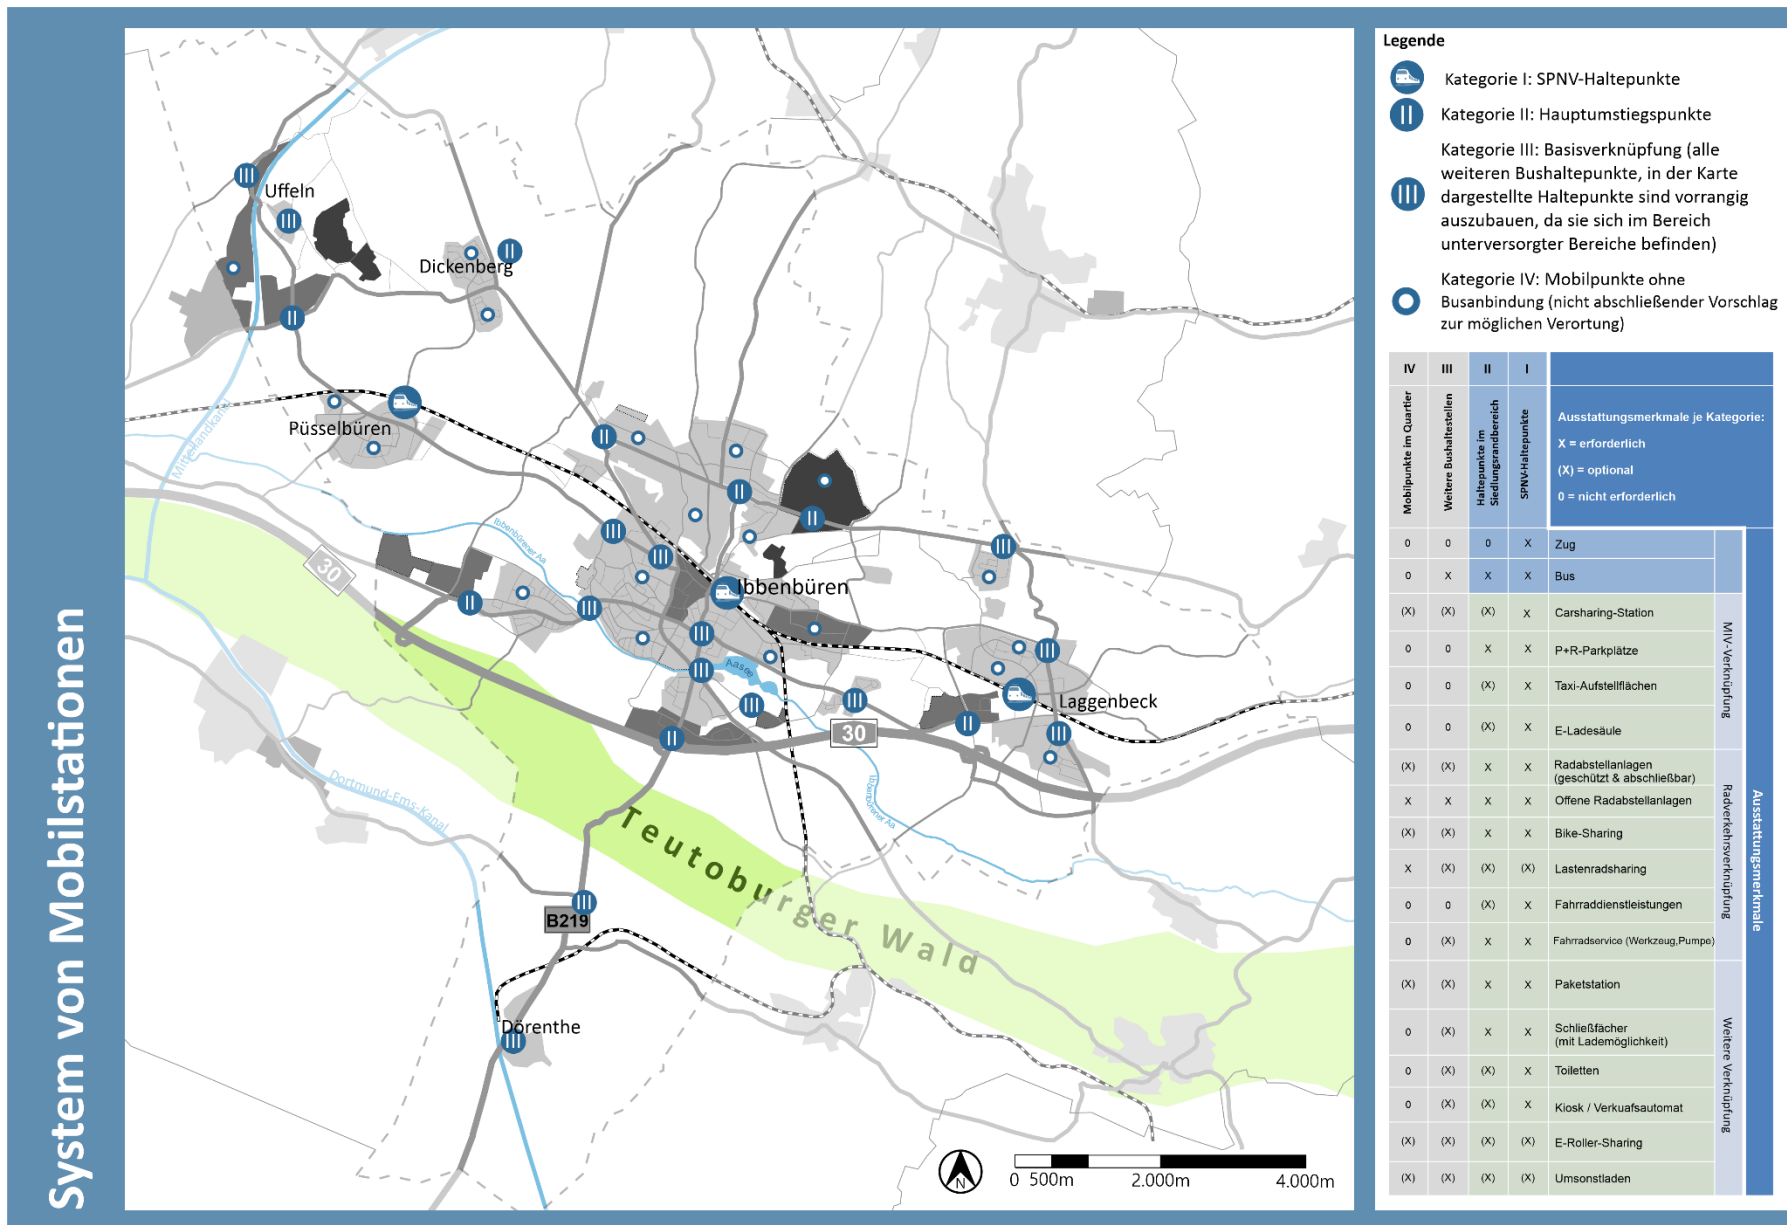 System von Mobilstationen
Uffeln
Dickenberg
Püsselbüren
Mittellandkanal
Ibbenbürener Aa
30
Ibbenbüren
Aasee
Laggenbeck
30
Ibbenbürener Aa
Dortmund-Ems-Kanal
Teutoburger Wald
B219
Dörenthe
N
0 500m 2.000m 4.000m
Legende
Kategorie I: SPNV-Haltepunkte
Kategorie II: Hauptumstiegspunkte
Kategorie III: Basisverknüpfung (alle
weiteren Bushaltepunkte, in der Karte
dargestellte Haltepunkte sind vorrangig
auszubauen, da sie sich im Bereich
unterversorgter Bereiche befinden)
Kategorie IV: Mobilpunkte ohne
Busanbindung (nicht abschließender Vorschlag
zur möglichen Verortung)
IV III II I
Mobilpunkte im Quartier
Weitere Bushaltestellen
Haltepunkte im
Siedlungsrandbereich
SPNV-Haltepunkte
Ausstattungsmerkmale je Kategorie:
X = erforderlich
(X) = optional
0 = nicht erforderlich
0 0 0 X Zug
0 X X X Bus
(X) (X) (X) X Carsharing-Station
0 0 X X P+R-Parkplätze
0 0 (X) X Taxi-Aufstellflächen
0 0 (X) X E-Ladesäule
MIV-Verknüpfung
(X) (X) X X Radabstellanlagen
(geschützt & abschließbar)
X X X X Offene Radabstellanlagen
(X) (X) X X Bike-Sharing
X (X) (X) (X) Lastenradsharing
0 0 (X) X Fahrraddienstleistungen
0 (X) X X Fahrradservice (Werkzeug,Pumpe)
Radverkehrsverknüpfung
(X) (X) X X Paketstation
0 (X) X X Schließfächer
(mit Lademöglichkeit)
0 (X) (X) X Toiletten
0 (X) (X) X Kiosk / Verkuafsautomat
(X) (X) (X) (X) E-Roller-Sharing
(X) (X) (X) (X) Umsonstladen
Weitere Verknüpfung
Ausstattungsmerkmale